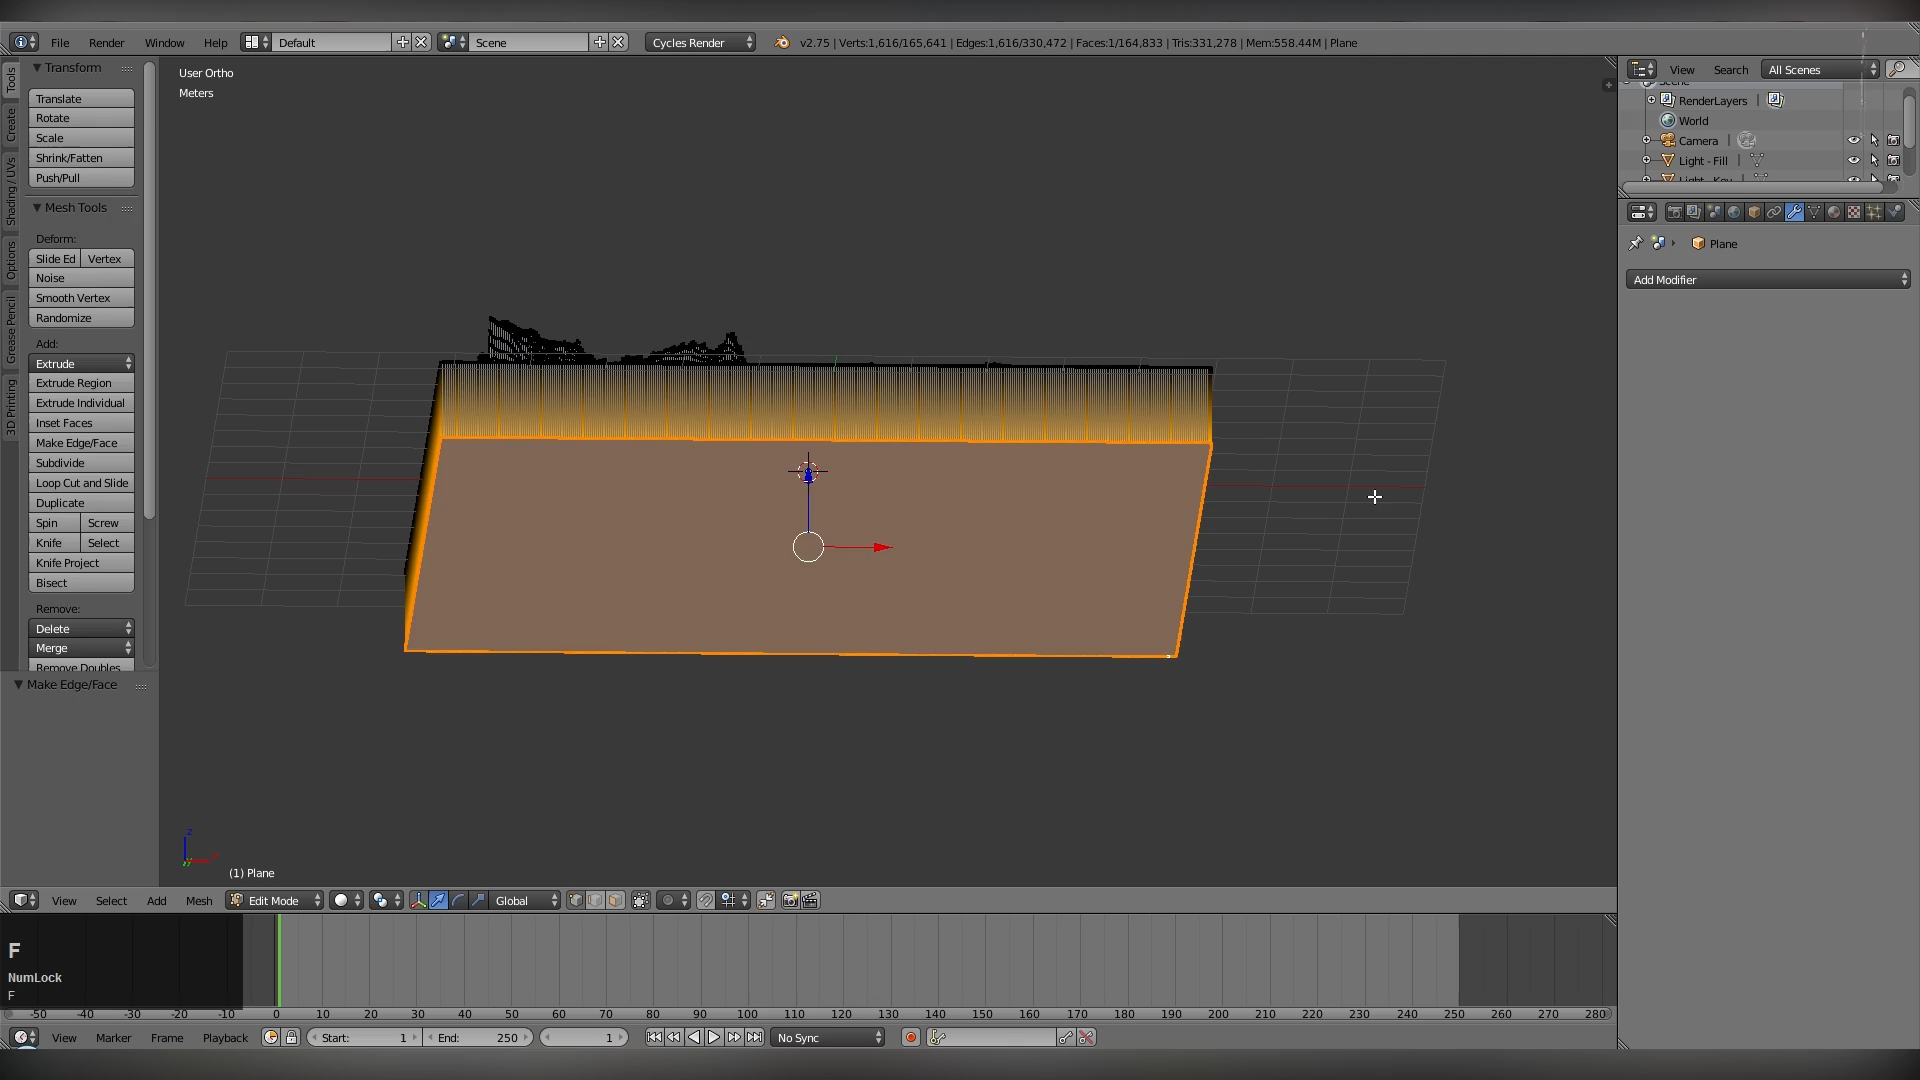 File Render Window Help Default Scene Cycles Render v2.75 | Verts:1,616/165,641 | Edges:1,616/330,472 | Faces:1/164,833 | Tris:331,278 | Mem:558.44M | Plane
Tools
Create
Shading / UVs
Options
Grease Pencil
3D Printing
Transform
Translate
Rotate
Scale
Shrink/Fatten
Push/Pull
Mesh Tools
Deform:
Slide Ed Vertex
Noise
Smooth Vertex
Randomize
Add:
Extrude
Extrude Region
Extrude Individual
Inset Faces
Make Edge/Face
Subdivide
Loop Cut and Slide
Duplicate
Spin Screw
Knife Select
Knife Project
Bisect
Remove:
Delete
Merge
Remove Doubles
Make Edge/Face
User Ortho
Meters
(1) Plane
View Search All Scenes
Scene
RenderLayers
World
Camera
Light - Fill
Light - Key
Plane
Add Modifier
View Select Add Mesh Edit Mode Global
F
NumLock
F
-50 -40 -30 -20 -10 0 10 20 30 40 50 60 70 80 90 100 110 120 130 140 150 160 170 180 190 200 210 220 230 240 250 260 270 280
View Marker Frame Playback Start: 1 End: 250 1 No Sync